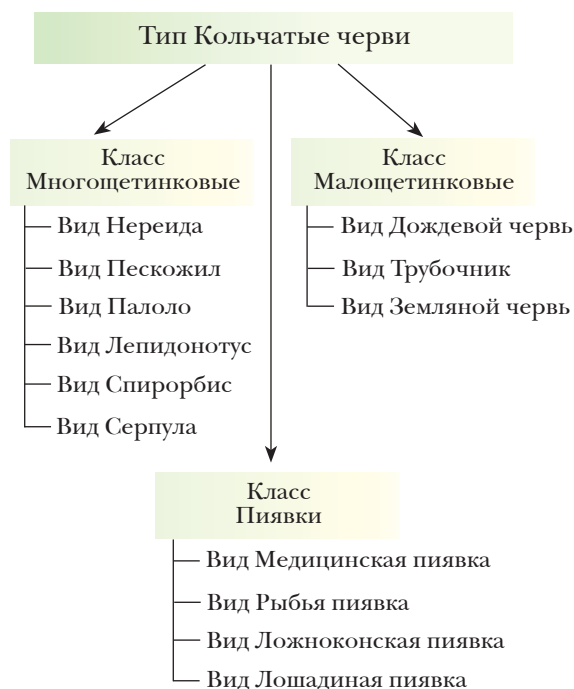 Тип Кольчатые черви
Класс
Многощетинковые
Вид Нереида
Вид Пескожил
Вид Палоло
Вид Лепидонотус
Вид Спирорбис
Вид Серпула
Класс
Малощетинковые
Вид Дождевой червь
Вид Трубочник
Вид Земляной червь
Класс
Пиявки
Вид Медицинская пиявка
Вид Рыбья пиявка
Вид Ложноконская пиявка
Вид Лошадиная пиявка